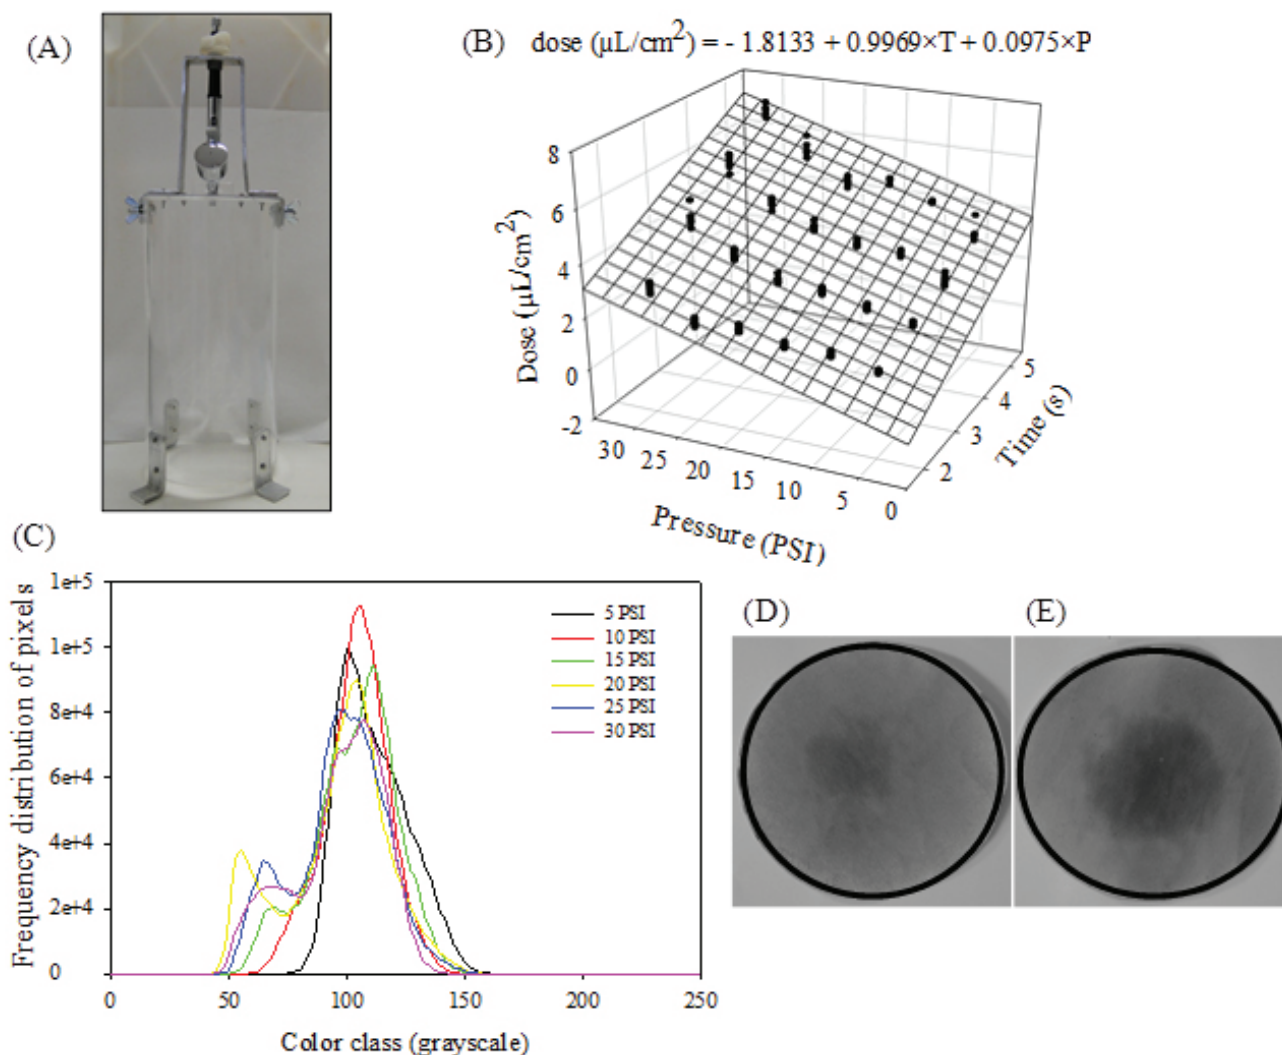 (A)
(B) dose (µL/cm²) = - 1.8133 + 0.9969×T + 0.0975×P
8
6
4
2
0
-2
Dose (µL/cm²)
30 25 20 15 10 5 0
Pressure (PSI)
2 3 4 5
Time (s)
(C)
1e+5
1e+5
8e+4
6e+4
4e+4
2e+4
0
Frequency distribution of pixels
5 PSI
10 PSI
15 PSI
20 PSI
25 PSI
30 PSI
0 50 100 150 200 250
Color class (grayscale)
(D)
(E)